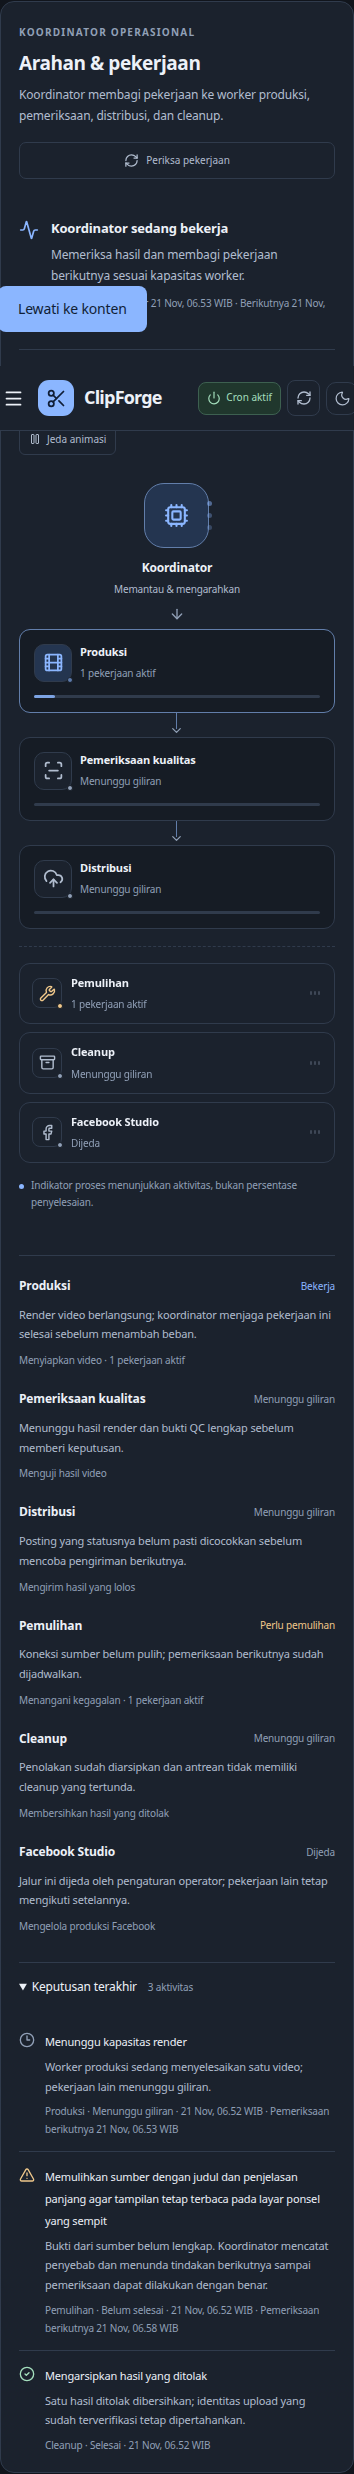 KOORDINATOR OPERASIONAL
Arahan & pekerjaan
Koordinator membagi pekerjaan ke worker produksi,
pemeriksaan, distribusi, dan cleanup.
Periksa pekerjaan
Koordinator sedang bekerja
Memeriksa hasil dan membagi pekerjaan
berikutnya sesuai kapasitas worker.
Lewati ke konten
21 Nov, 06.53 WIB · Berikutnya 21 Nov,
ClipForge
Cron aktif
Jeda animasi
Koordinator
Memantau & mengarahkan
Produksi
1 pekerjaan aktif
Pemeriksaan kualitas
Menunggu giliran
Distribusi
Menunggu giliran
Pemulihan
1 pekerjaan aktif
Cleanup
Menunggu giliran
Facebook Studio
Dijeda
Indikator proses menunjukkan aktivitas, bukan persentase
penyelesaian.
Produksi
Bekerja
Render video berlangsung; koordinator menjaga pekerjaan ini
selesai sebelum menambah beban.
Menyiapkan video · 1 pekerjaan aktif
Pemeriksaan kualitas
Menunggu giliran
Menunggu hasil render dan bukti QC lengkap sebelum
memberi keputusan.
Menguji hasil video
Distribusi
Menunggu giliran
Posting yang statusnya belum pasti dicocokkan sebelum
mencoba pengiriman berikutnya.
Mengirim hasil yang lolos
Pemulihan
Perlu pemulihan
Koneksi sumber belum pulih; pemeriksaan berikutnya sudah
dijadwalkan.
Menangani kegagalan · 1 pekerjaan aktif
Cleanup
Menunggu giliran
Penolakan sudah diarsipkan dan antrean tidak memiliki
cleanup yang tertunda.
Membersihkan hasil yang ditolak
Facebook Studio
Dijeda
Jalur ini dijeda oleh pengaturan operator; pekerjaan lain tetap
mengikuti setelannya.
Mengelola produksi Facebook
▼ Keputusan terakhir 3 aktivitas
Menunggu kapasitas render
Worker produksi sedang menyelesaikan satu video;
pekerjaan lain menunggu giliran.
Produksi · Menunggu giliran · 21 Nov, 06.52 WIB · Pemeriksaan
berikutnya 21 Nov, 06.53 WIB
Memulihkan sumber dengan judul dan penjelasan
panjang agar tampilan tetap terbaca pada layar ponsel
yang sempit
Bukti dari sumber belum lengkap. Koordinator mencatat
penyebab dan menunda tindakan berikutnya sampai
pemeriksaan dapat dilakukan dengan benar.
Pemulihan · Belum selesai · 21 Nov, 06.52 WIB · Pemeriksaan
berikutnya 21 Nov, 06.58 WIB
Mengarsipkan hasil yang ditolak
Satu hasil ditolak dibersihkan; identitas upload yang
sudah terverifikasi tetap dipertahankan.
Cleanup · Selesai · 21 Nov, 06.52 WIB